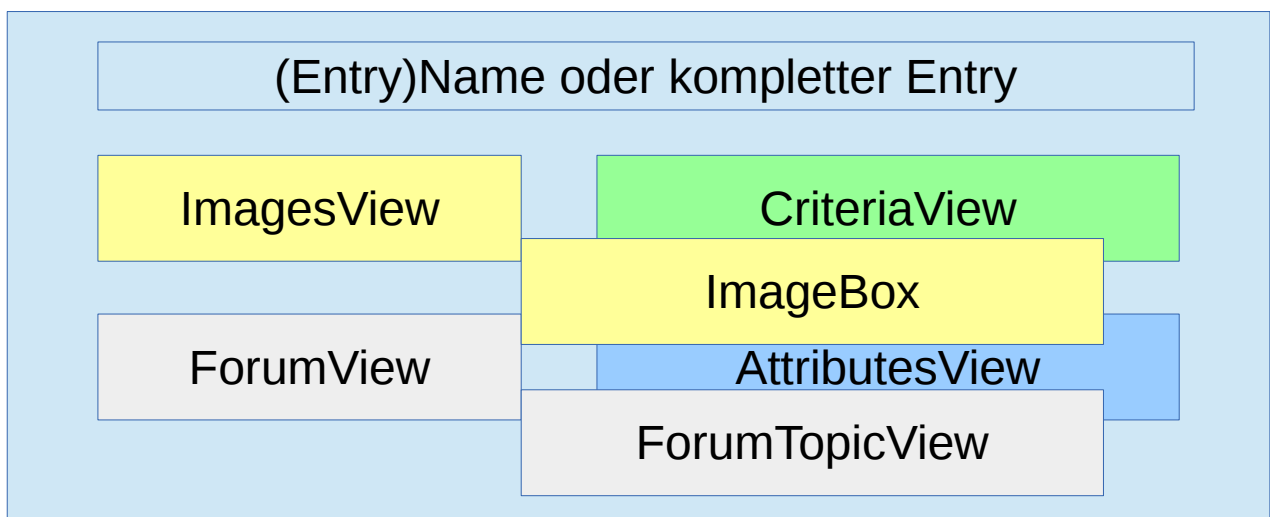 (Entry)Name oder kompletter Entry
ImagesView
CriteriaView
ImageBox
ForumView
AttributesView
ForumTopicView